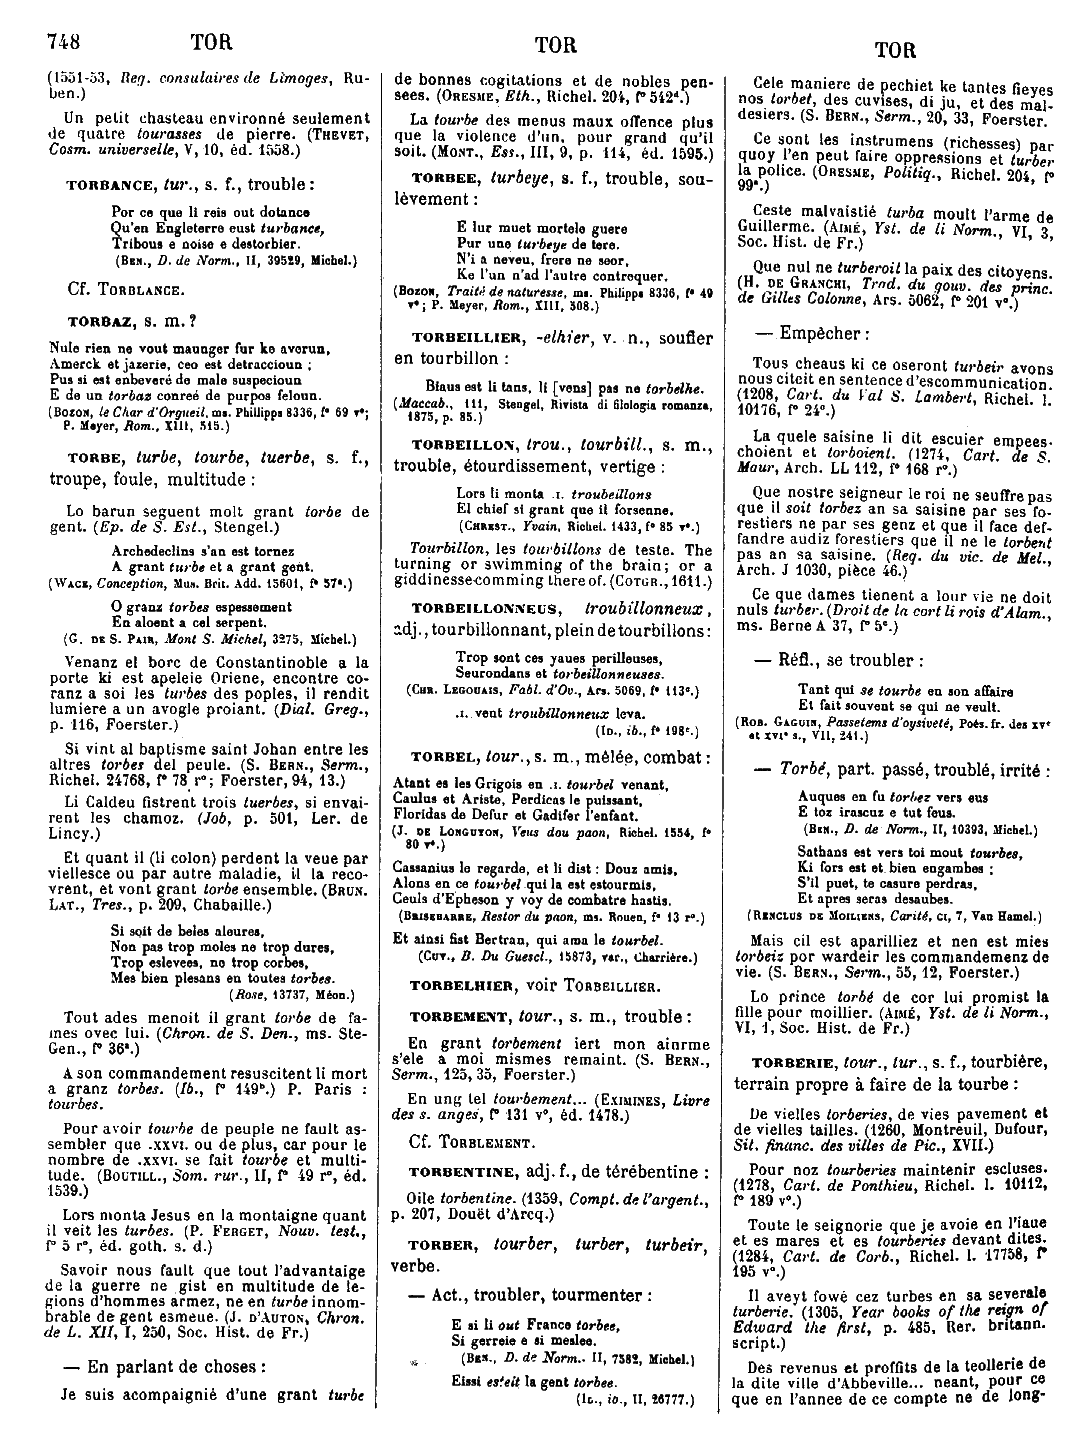 748 TOR
TOR
TOR
(1551-53, Reg. consulaires de Limoges, Ru-
ben.)
Un petit chasteau environné seulement
de quatre tourasses de pierre. (THEVET,
Cosm. universelle, V, 10, éd. 1558.)
TORBANCE, tur., s. f., trouble :
Por ce que li reis out dotance
Qu'en Engleterre eust turbance,
Tribous e noise e destorbier.
(BEN., D. de Norm., II, 39529, Michel.)
Cf. TORBLANCE.
TORBAZ, s. m. ?
Nule rien ne vout maunger fur ke averun,
Amerck et jazerie, ceo est detraccioun ;
Pus si est enbeveré de male suspecioun
E de un torbaz conreé de purpos feloun.
(BOZON, le Char d'Orgueil, ms. Phillipps 8336, f° 69 r°;
P. Meyer, Rom., XIII, 515.)
TORBE, turbe, tourbe, tuerbe, s. f.,
troupe, foule, multitude :
Lo barun seguent molt grant torbe de
gent. (Ep. de S. Est., Stengel.)
Archedeclins s'an est tornez
A grant turbe et a grant gent.
(WACE, Conception, Mus. Brit. Add. 15601, f° 57ª.)
O granz torbes espessement
En aloent a cel serpent.
(G. DE S. PAIR, Mont S. Michel, 3275, Michel.)
Venanz el borc de Constantinoble a la
porte ki est apeleie Oriene, encontre co-
ranz a soi les turbes des poples, il rendit
lumiere a un avogle proiant. (Dial. Greg.,
p. 116, Foerster.)
Si vint al baptisme saint Johan entre les
altres torbes del peule. (S. BERN., Serm.,
Richel. 24768, f° 78 r°; Foerster, 94, 13.)
Li Caldeu fistrent trois tuerbes, si envai-
rent les chamoz. (Job, p. 501, Ler. de
Lincy.)
Et quant il (li colon) perdent la veue par
viellesce ou par autre maladie, il la reco-
vrent, et vont grant torbe ensemble. (BRUN.
LAT., Tres., p. 209, Chabaille.)
Si soit de beles aleures,
Non pas trop moles ne trop dures,
Trop eslevees, no trop corbes,
Mes bien plesans en toutes torbes.
(Rose, 13737, Méon.)
Tout ades menoit il grant torbe de fa-
mes ovec lui. (Chron. de S. Den., ms. Ste-
Gen., f° 36ª.)
A son commandement resuscitent li mort
a granz torbes. (Ib., f° 149ᵇ.) P. Paris :
tourbes.
Pour avoir tourbe de peuple ne fault as-
sembler que .XXVI. ou de plus, car pour le
nombre de .XXVI. se fait tourbe et multi-
tude. (BOUTILL., Som. rur., II, f° 49 r°, éd.
1539.)
Lors monta Jesus en la montaigne quant
il veit les turbes. (P. FERGET, Nouv. test.,
f° 5 r°, éd. goth. s. d.)
Savoir nous fault que tout l'advantaige
de la guerre ne gist en multitude de le-
gions d'hommes armez, ne en turbe innom-
brable de gent esmeue. (J. D'AUTON, Chron.
de L. XII, I, 250, Soc. Hist. de Fr.)
— En parlant de choses :
Je suis acompaignié d'une grant turbe
de bonnes cogitations et de nobles pen-
sees. (ORESME, Eth., Richel. 204, f° 542ᵈ.)
La tourbe des menus maux offence plus
que la violence d'un, pour grand qu'il
soit. (MONT., Ess., III, 9, p. 114, éd. 1595.)
TORBEE, turbeye, s. f., trouble, sou-
lèvement :
E lur muet mortele guere
Pur une turbeye de tere.
N'i a neveu, frere ne soer,
Ke l'un n'ad l'autre contrequer.
(BOZON, Traité de naturesse, ms. Philipps 8336, f° 49
v°; P. Meyer, Rom., XIII, 508.)
TORBEILLIER, -elhier, v. n., souffler
en tourbillon :
Biaus est li tans, li [vens] pas ne torbelhe.
(Maccab., III, Stengel, Rivista di filologia romanza,
1875, p. 85.)
TORBEILLON, trou., tourbill., s. m.,
trouble, étourdissement, vertige :
Lors li monta .I. troubeillons
El chief si grant que il forsenne.
(CHREST., Yvain, Richel. 1433, f° 85 v°.)
Tourbillon, les tourbillons de teste. The
turning or swimming of the brain; or a
giddinesse comming there of. (COTGR., 1611.)
TORBEILLONNEUS, troubillonneux,
adj., tourbillonnant, plein de tourbillons :
Trop sont ces yaues perilleuses,
Seurondans et torbeillonneuses.
(CHR. LEGOUAIS, Fabl. d'Ov., Ars. 5069, f° 113ᶜ.)
.I. vent troubillonneux leva.
(ID., ib., f° 198ᶜ.)
TORBEL, tour., s. m., mêlée, combat :
Atant es les Grigois en .I. tourbel venant,
Caulus et Ariste, Perdicas le puissant,
Floridas de Defur et Gadifer l'enfant.
(J. DE LONGUYON, Veus dou paon, Richel. 1554, f°
80 v°.)
Cassanius le regarde, et li dist : Douz amis,
Alons en ce tourbel qui la est estourmis,
Ceuls d'Epheson y voy de combatre hastis.
(BRISEBARRE, Restor du paon, ms. Rouen, f° 13 r°.)
Et ainsi fist Bertran, qui ama le tourbel.
(CUV., B. Du Guescl., 15873, var., Charrière.)
TORBELHIER, voir TORBEILLIER.
TORBEMENT, tour., s. m., trouble :
En grant torbement iert mon ainrme
s'ele a moi mismes remaint. (S. BERN.,
Serm., 125, 35, Foerster.)
En ung tel tourbement... (EXIMINES, Livre
des s. anges, f° 131 v°, éd. 1478.)
Cf. TORBLEMENT.
TORBENTINE, adj. f., de térébentine :
Oile torbentine. (1359, Compt. de l'argent.,
p. 207, Douët d'Arcq.)
TORBER, tourber, turber, turbeir,
verbe.
— Act., troubler, tourmenter :
E si li out France torbee,
Si gerreie e si meslee.
(BEN., D. de Norm., II, 7582, Michel.)
Eissi esteit la gent torbee.
(ID., ib., II, 26777.)
Cele maniere de pechiet ke tantes fieyes
nos torbet, des cuvises, di ju, et des mal-
desiers. (S. BERN., Serm., 20, 33, Foerster.
Ce sont les instrumens (richesses) par
quoy l'en peut faire oppressions et turber
la police. (ORESME, Politiq., Richel. 204, f°
99ᵃ.)
Ceste malvaistié turba moult l'arme de
Guillerme. (AIMÉ, Yst. de li Norm., VI, 3,
Soc. Hist. de Fr.)
Que nul ne turberoit la paix des citoyens.
(H. DE GRANCHI, Trad. du gouv. des princ.
de Gilles Colonne, Ars. 5062, f° 201 v°.)
— Empêcher :
Tous cheaus ki ce oseront turbeir avons
nous citeit en sentence d'escommunication.
(1208, Cart. du Val S. Lambert, Richel. l.
10176, f° 24ᵃ.)
La quele saisine li dit escuier empees-
choient et torboient. (1274, Cart. de S.
Maur, Arch. LL 112, f° 168 r°.)
Que nostre seigneur le roi ne seuffre pas
que il soit torbez an sa saisine par ses fo-
restiers ne par ses genz et que il face def-
fandre audiz forestiers que il ne le torbent
pas an sa saisine. (Reg. du vic. de Mel.,
Arch. J 1030, pièce 46.)
Ce que dames tienent a lour vie ne doit
nuls turber. (Droit de la cort li rois d'Alam.,
ms. Berne A 37, f° 5ᵃ.)
— Réfl., se troubler :
Tant qui se tourbe en son affaire
Et fait souvent se qui ne veult.
(ROB. GAGUIN, Passetems d'oysiveté, Poés. fr. des XVᵉ
et XVIᵉ s., VII, 241.)
— Torbé, part. passé, troublé, irrité :
Auques en fu torbez vers eus
E toz irascuz e tut feus.
(BEN., D. de Norm., II, 10393, Michel.)
Sathans est vers toi mout tourbes,
Ki fors est et bien engambes ;
S'il puet, te casure perdras,
Et apres seras desaubes.
(RENCLUS DE MOILIENS, Carité, CI, 7, Van Hamel.)
Mais cil est aparilliez et nen est mies
torbeiz por wardeir les commandemenz de
vie. (S. BERN., Serm., 55, 12, Foerster.)
Lo prince torbé de cor lui promist la
fille pour moillier. (AIMÉ, Yst. de li Norm.,
VI, 1, Soc. Hist. de Fr.)
TORBERIE, tour., tur., s. f., tourbière,
terrain propre à faire de la tourbe :
De vielles torberies, de vies pavement et
de vielles tailles. (1260, Montreuil, Dufour,
Sit. financ. des villes de Pic., XVII.)
Pour noz tourberies maintenir escluses.
(1278, Cart. de Ponthieu, Richel. l. 10112,
f° 189 v°.)
Toute le seignorie que je avoie en l'iaue
et es mares et es tourberies devant dites.
(1284, Cart. de Corb., Richel. l. 17758, f°
195 v°.)
Il aveyt fowé cez turbes en sa severale
turberie. (1305, Year books of the reign of
Edward the first, p. 485, Rer. britann.
script.)
Des revenus et proffits de la teollerie de
la dite ville d'Abbeville... neant, pour ce
que en l'annee de ce compte ne de long-